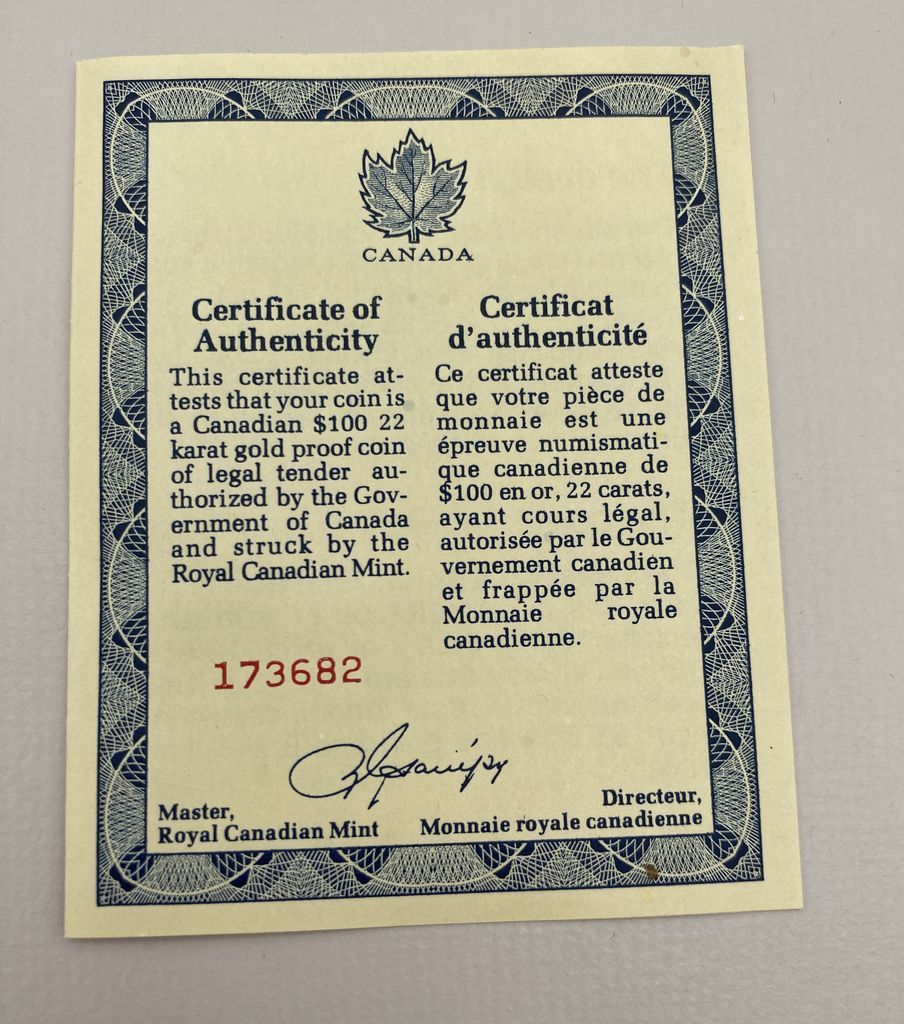 CANADA
Certificate of
Authenticity
This certificate at-
tests that your coin is
a Canadian $100 22
karat gold proof coin
of legal tender au-
thorized by the Gov-
ernment of Canada
and struck by the
Royal Canadian Mint.
Certificat
d'authenticité
Ce certificat atteste
que votre pièce de
monnaie est une
épreuve numismati-
que canadienne de
$100 en or, 22 carats,
ayant cours légal,
autorisée par le Gou-
vernement canadien
et frappée par la
Monnaie royale
canadienne.
173682
Master,
Royal Canadian Mint
Directeur,
Monnaie royale canadienne